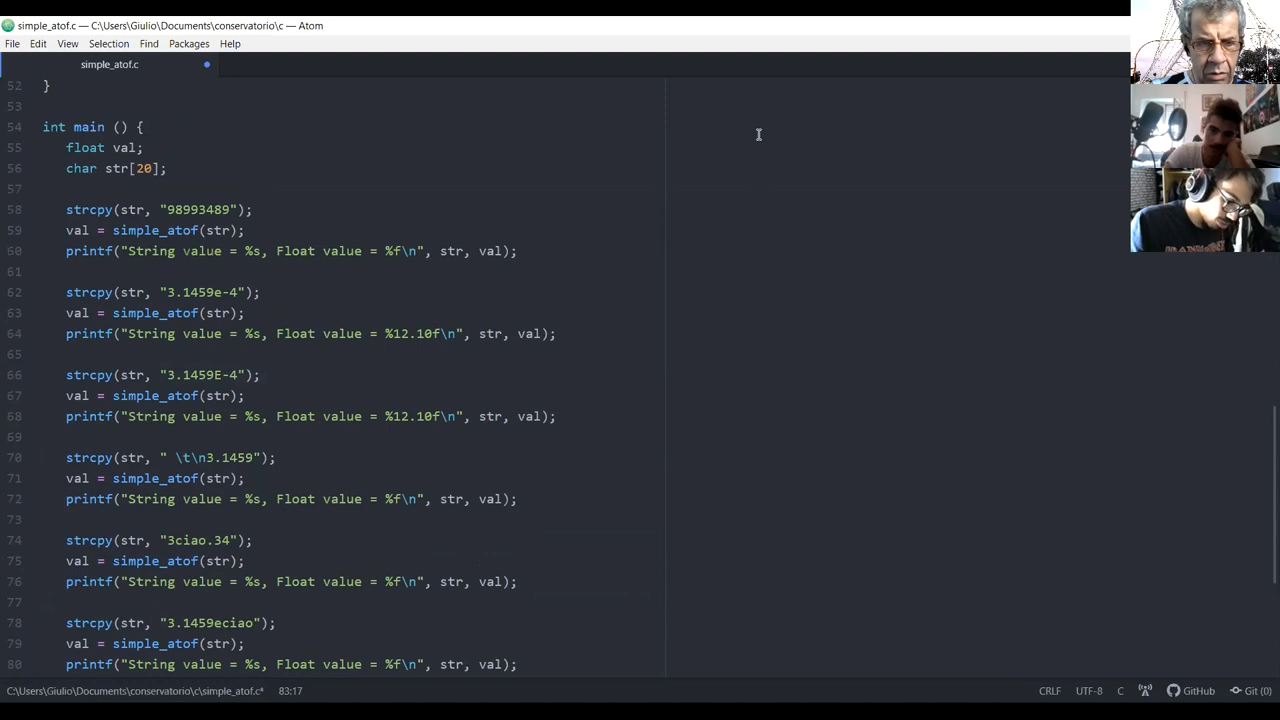 simple_atof.c — C:\Users\Giulio\Documents\conservatorio\c — Atom
File Edit View Selection Find Packages Help
simple_atof.c
52 }
53
54 int main () {
55 float val;
56 char str[20];
57
58 strcpy(str, "98993489");
59 val = simple_atof(str);
60 printf("String value = %s, Float value = %f\n", str, val);
61
62 strcpy(str, "3.1459e-4");
63 val = simple_atof(str);
64 printf("String value = %s, Float value = %12.10f\n", str, val);
65
66 strcpy(str, "3.1459E-4");
67 val = simple_atof(str);
68 printf("String value = %s, Float value = %12.10f\n", str, val);
69
70 strcpy(str, " \t\n3.1459");
71 val = simple_atof(str);
72 printf("String value = %s, Float value = %f\n", str, val);
73
74 strcpy(str, "3ciao.34");
75 val = simple_atof(str);
76 printf("String value = %s, Float value = %f\n", str, val);
77
78 strcpy(str, "3.1459eciao");
79 val = simple_atof(str);
80 printf("String value = %s, Float value = %f\n", str, val);
C:\Users\Giulio\Documents\conservatorio\c\simple_atof.c* 83:17 CRLF UTF-8 C GitHub Git (0)